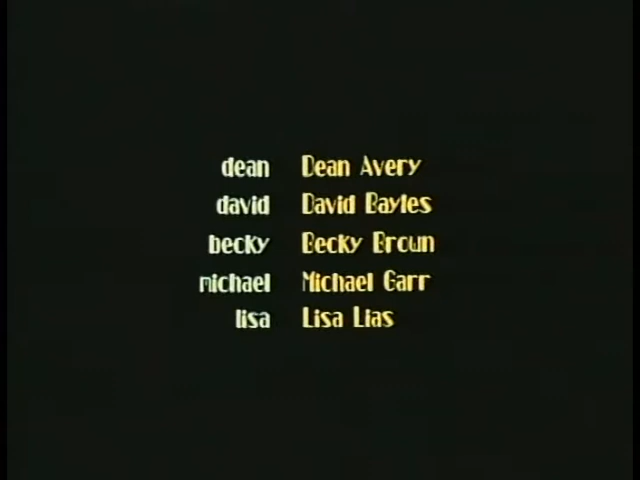 dean Dean Avery
david David Bayles
becky Becky Brown
michael Michael Garr
lisa Lisa Lias